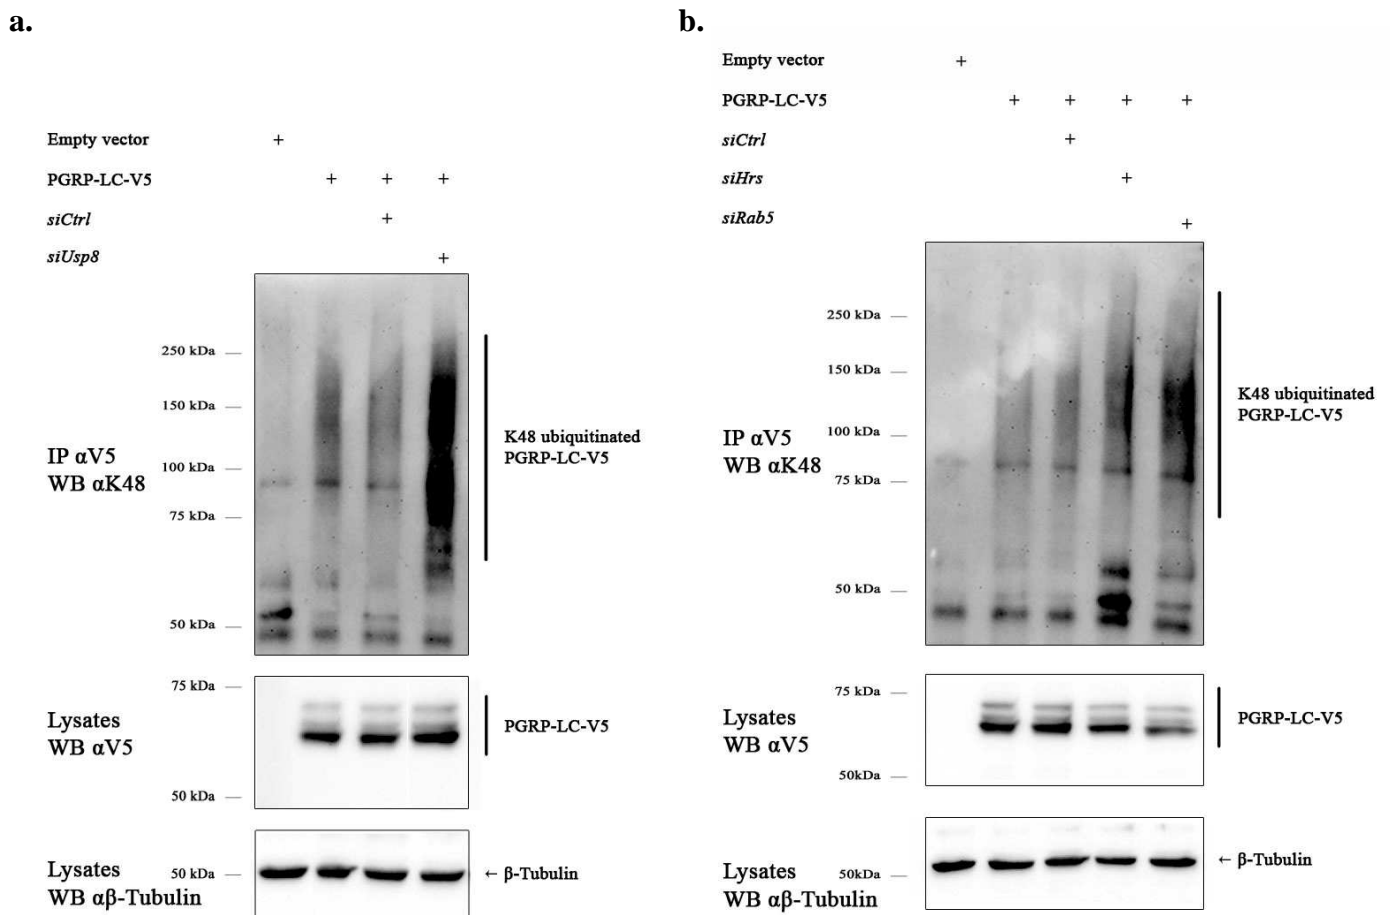 a.
Empty vector +
PGRP-LC-V5 + + +
siCtrl +
siUsp8 +
250 kDa
150 kDa
100 kDa
75 kDa
50 kDa
IP αV5
WB αK48
K48 ubiquitinated
PGRP-LC-V5
75 kDa
50 kDa
Lysates
WB αV5
PGRP-LC-V5
Lysates
WB αβ-Tubulin
50 kDa
← β-Tubulin
b.
Empty vector +
PGRP-LC-V5 + + + +
siCtrl +
siHrs +
siRab5 +
250 kDa
150 kDa
100 kDa
75 kDa
50 kDa
IP αV5
WB αK48
K48 ubiquitinated
PGRP-LC-V5
75 kDa
50kDa
Lysates
WB αV5
PGRP-LC-V5
Lysates
WB αβ-Tubulin
50kDa
← β-Tubulin